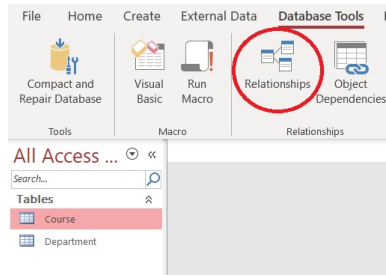 File Home Create External Data Database Tools
Compact and Repair Database
Visual Basic
Run Macro
Relationships
Object Dependencies
Tools Macro Relationships
All Access ...
Search...
Tables
Course
Department